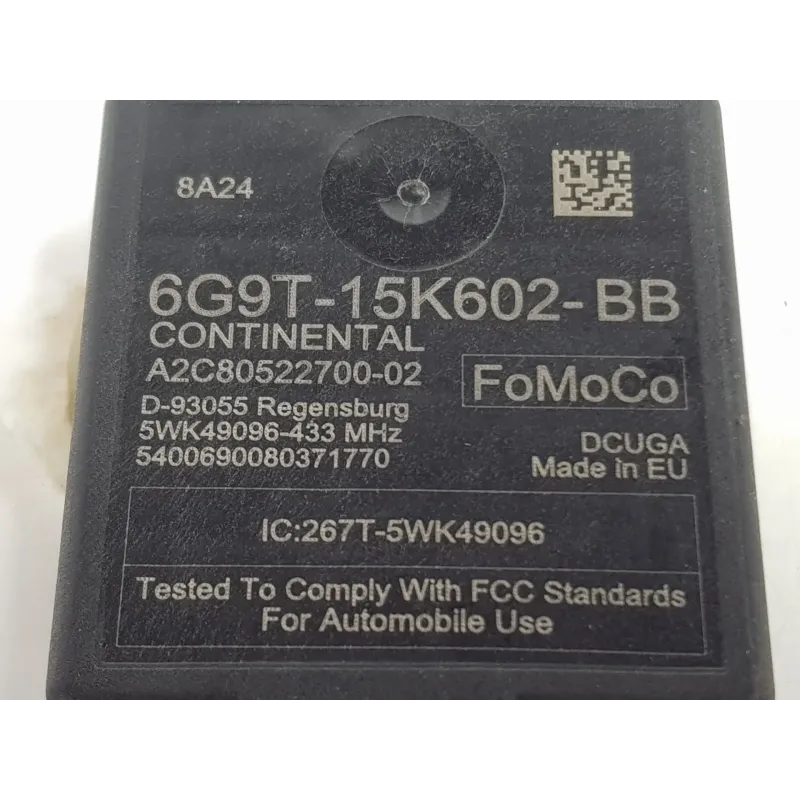 8A24
6G9T-15K602-BB
CONTINENTAL
A2C80522700-02
FoMoCo
D-93055 Regensburg
5WK49096-433 MHz
5400690080371770
DCUGA
Made in EU
IC:267T-5WK49096
Tested To Comply With FCC Standards
For Automobile Use